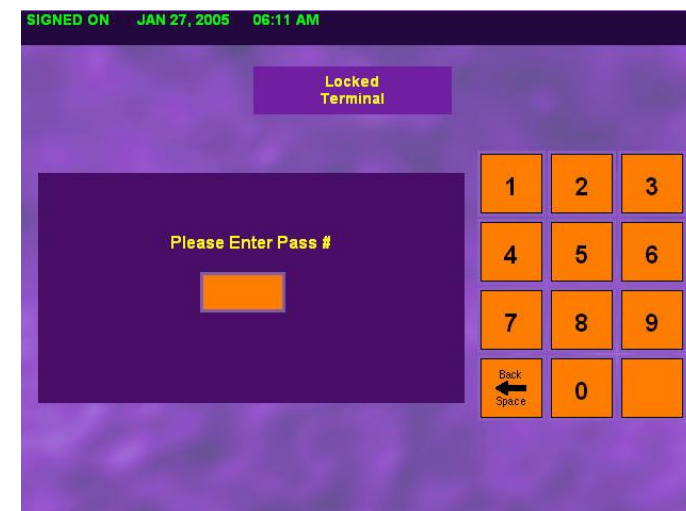 SIGNED ON JAN 27, 2005 06:11 AM
Locked
Terminal
Please Enter Pass #
1 2 3
4 5 6
7 8 9
Back
Space
0